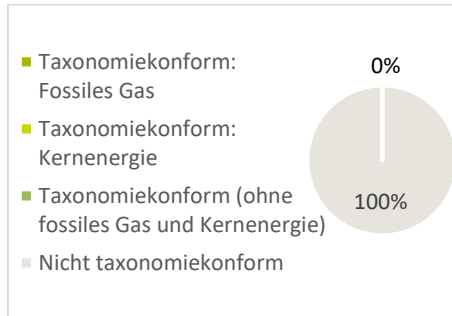 Taxonomiekonform:
Fossiles Gas
Taxonomiekonform:
Kernenergie
Taxonomiekonform (ohne
fossiles Gas und Kernenergie)
Nicht taxonomiekonform
0%
100%